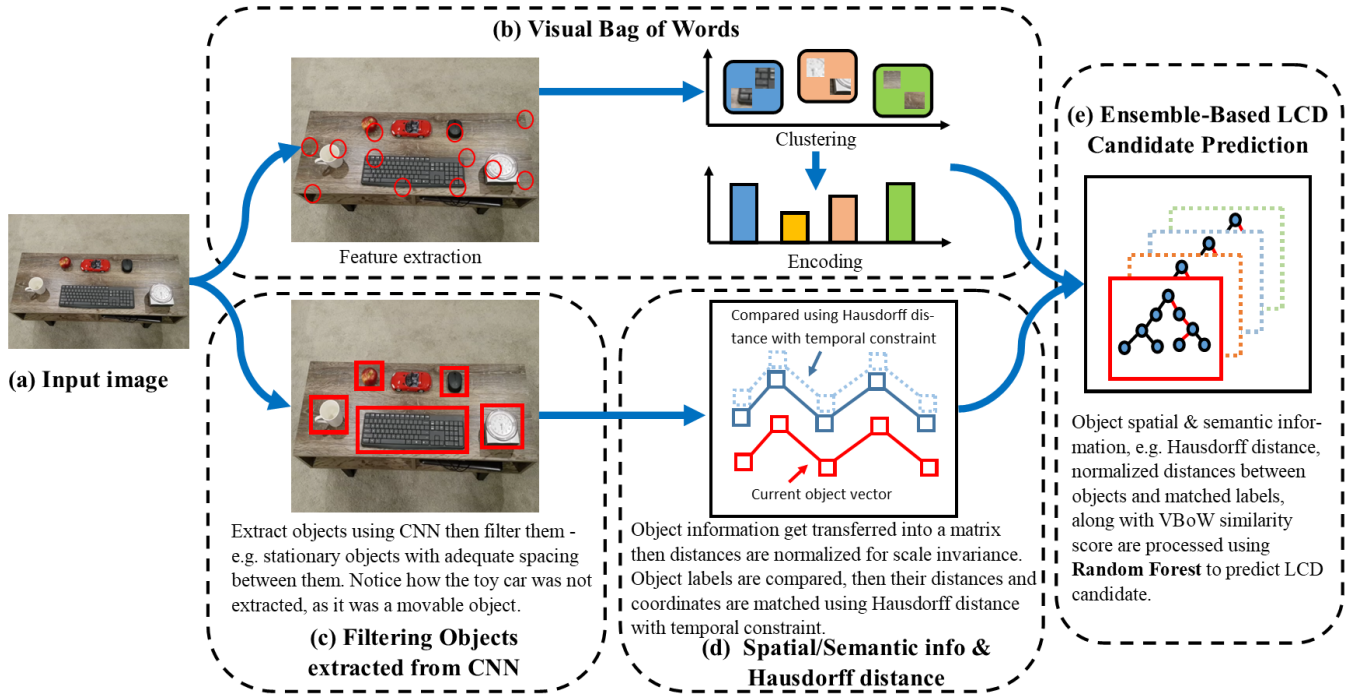 (b) Visual Bag of Words
Feature extraction
Clustering
Encoding
(a) Input image
Extract objects using CNN then filter them -
e.g. stationary objects with adequate spacing
between them. Notice how the toy car was not
extracted, as it was a movable object.
(c) Filtering Objects
extracted from CNN
Compared using Hausdorff dis-
tance with temporal constraint
Current object vector
Object information get transferred into a matrix
then distances are normalized for scale invariance.
Object labels are compared, then their distances and
coordinates are matched using Hausdorff distance
with temporal constraint.
(d) Spatial/Semantic info &
Hausdorff distance
(e) Ensemble-Based LCD
Candidate Prediction
Object spatial & semantic infor-
mation, e.g. Hausdorff distance,
normalized distances between
objects and matched labels,
along with VBoW similarity
score are processed using
Random Forest to predict LCD
candidate.